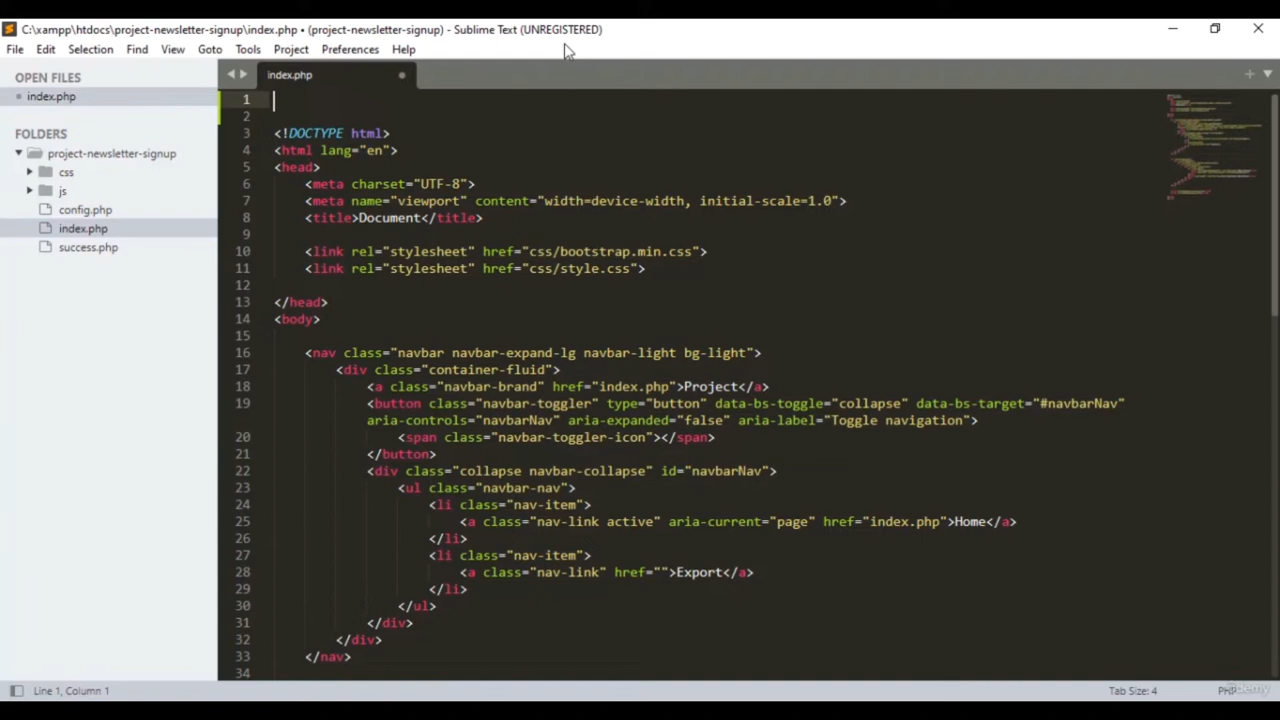 C:\xampp\htdocs\project-newsletter-signup\index.php • (project-newsletter-signup) - Sublime Text (UNREGISTERED)
File Edit Selection Find View Goto Tools Project Preferences Help
OPEN FILES
index.php
FOLDERS
project-newsletter-signup
css
js
config.php
index.php
success.php
index.php
1
2
3 <!DOCTYPE html>
4 <html lang="en">
5 <head>
6 <meta charset="UTF-8">
7 <meta name="viewport" content="width=device-width, initial-scale=1.0">
8 <title>Document</title>
9
10 <link rel="stylesheet" href="css/bootstrap.min.css">
11 <link rel="stylesheet" href="css/style.css">
12
13 </head>
14 <body>
15
16 <nav class="navbar navbar-expand-lg navbar-light bg-light">
17 <div class="container-fluid">
18 <a class="navbar-brand" href="index.php">Project</a>
19 <button class="navbar-toggler" type="button" data-bs-toggle="collapse" data-bs-target="#navbarNav"
aria-controls="navbarNav" aria-expanded="false" aria-label="Toggle navigation">
20 <span class="navbar-toggler-icon"></span>
21 </button>
22 <div class="collapse navbar-collapse" id="navbarNav">
23 <ul class="navbar-nav">
24 <li class="nav-item">
25 <a class="nav-link active" aria-current="page" href="index.php">Home</a>
26 </li>
27 <li class="nav-item">
28 <a class="nav-link" href="">Export</a>
29 </li>
30 </ul>
31 </div>
32 </div>
33 </nav>
34
Line 1, Column 1
Tab Size: 4
PHP